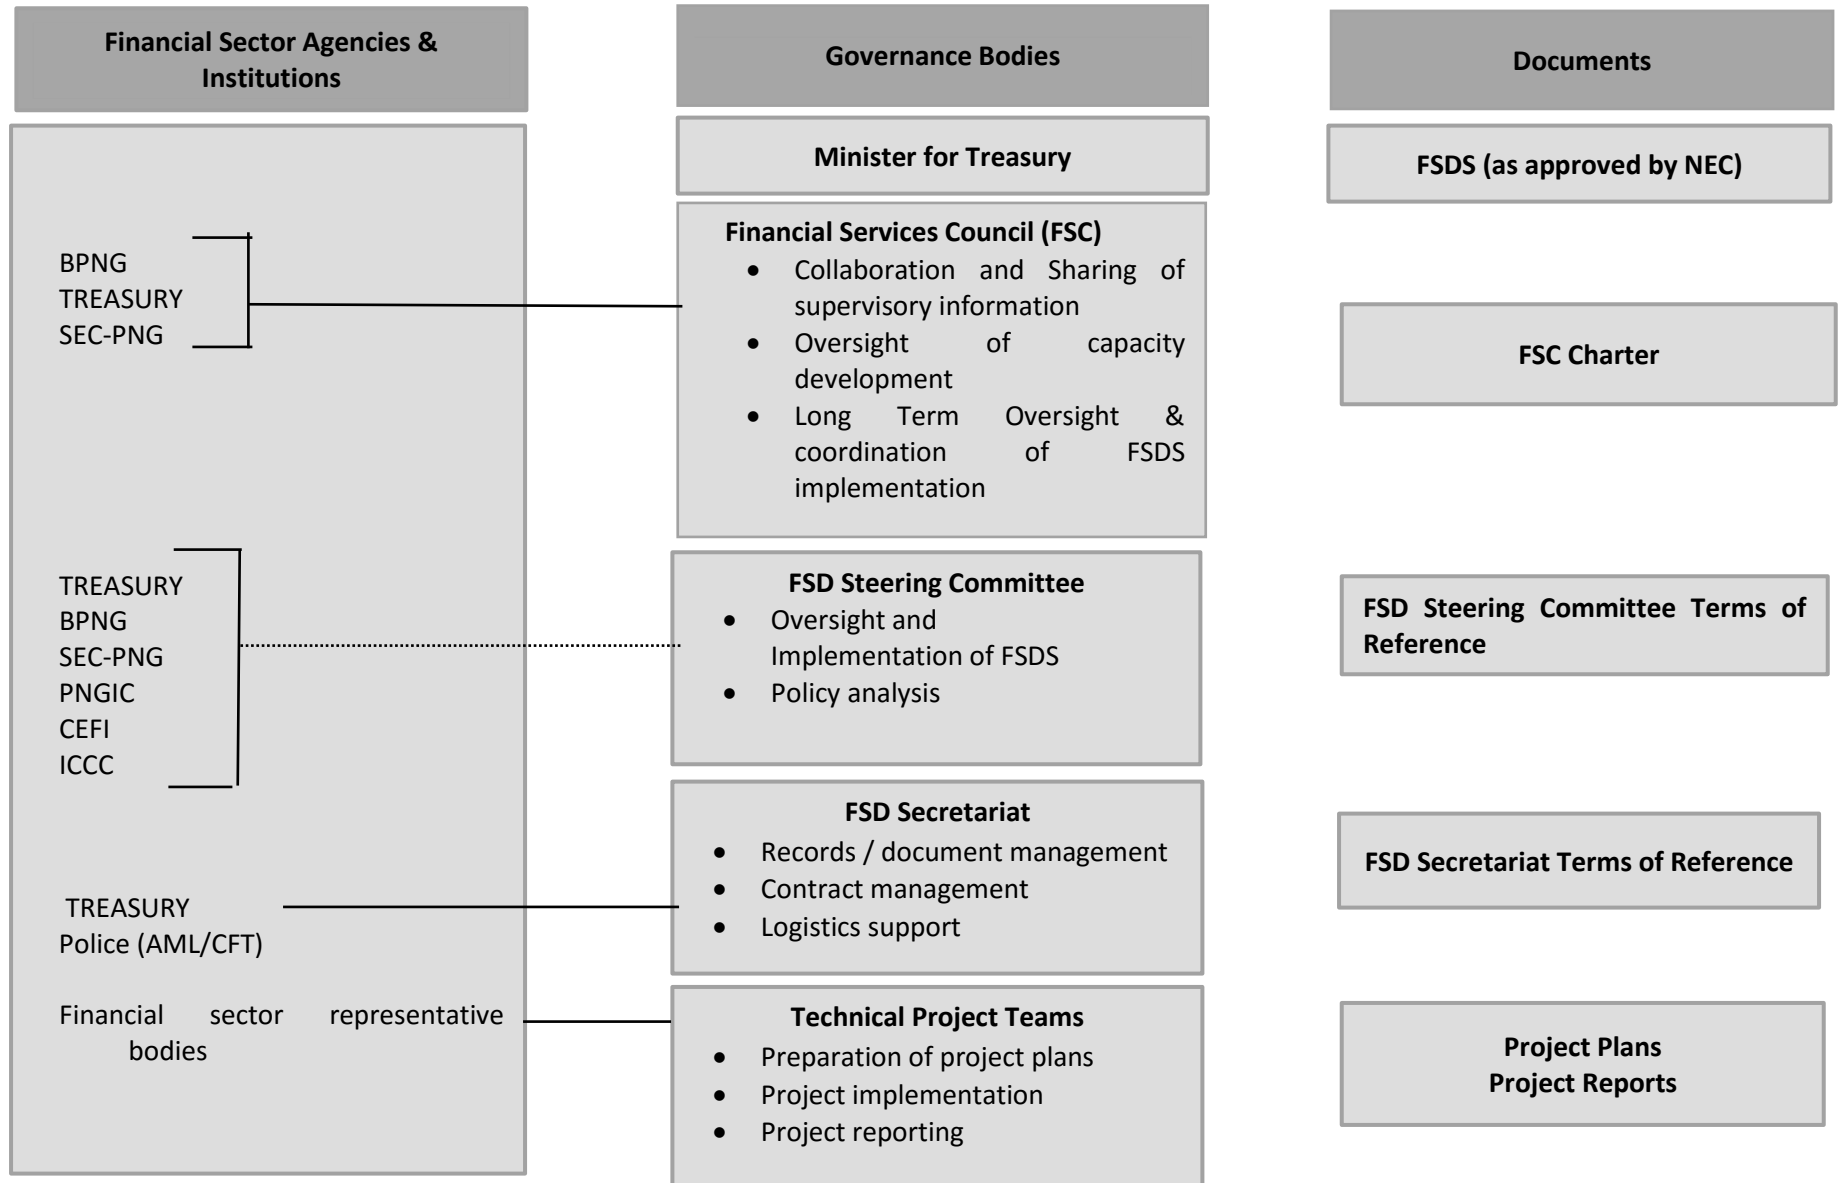 Financial Sector Agencies &
Institutions
BPNG
TREASURY
SEC-PNG
TREASURY
BPNG
SEC-PNG
PNGIC
CEFI
ICCC
TREASURY
Police (AML/CFT)
Financial sector representative
bodies
Governance Bodies
Minister for Treasury
Financial Services Council (FSC)
• Collaboration and Sharing of
supervisory information
• Oversight of capacity
development
• Long Term Oversight &
coordination of FSDS
implementation
FSD Steering Committee
• Oversight and
Implementation of FSDS
• Policy analysis
FSD Secretariat
• Records / document management
• Contract management
• Logistics support
Technical Project Teams
• Preparation of project plans
• Project implementation
• Project reporting
Documents
FSDS (as approved by NEC)
FSC Charter
FSD Steering Committee Terms of
Reference
FSD Secretariat Terms of Reference
Project Plans
Project Reports